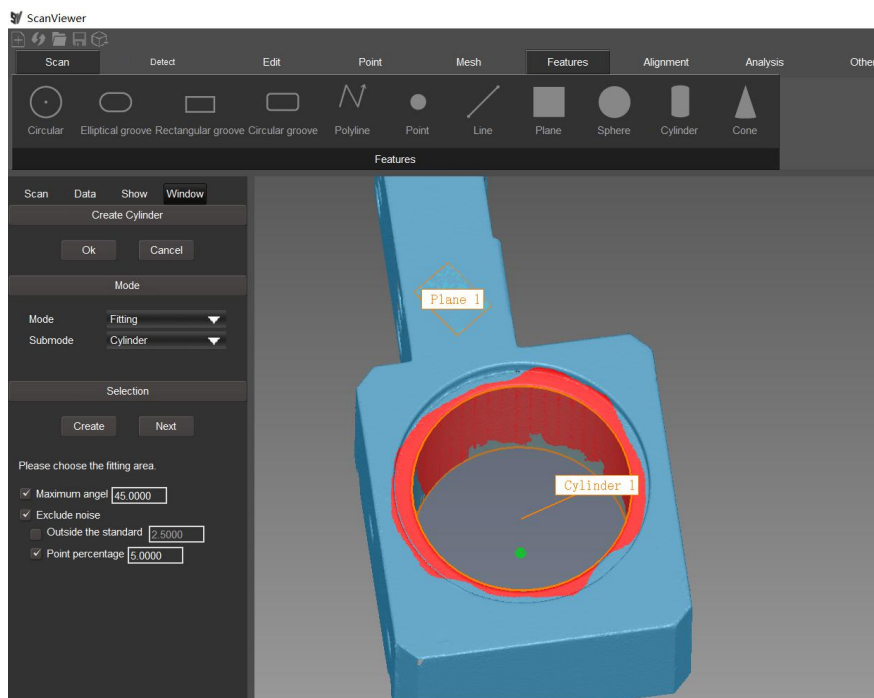 ScanViewer
Scan Detect Edit Point Mesh Features Alignment Analysis Other
Circular Elliptical groove Rectangular groove Circular groove Polyline Point Line Plane Sphere Cylinder Cone
Features
Scan Data Show Window
Create Cylinder
Ok Cancel
Mode
Mode Fitting
Submode Cylinder
Selection
Create Next
Please choose the fitting area.
Maximum angel 45.0000
Exclude noise
Outside the standard 2.5000
Point percentage 5.0000
Plane 1
Cylinder 1